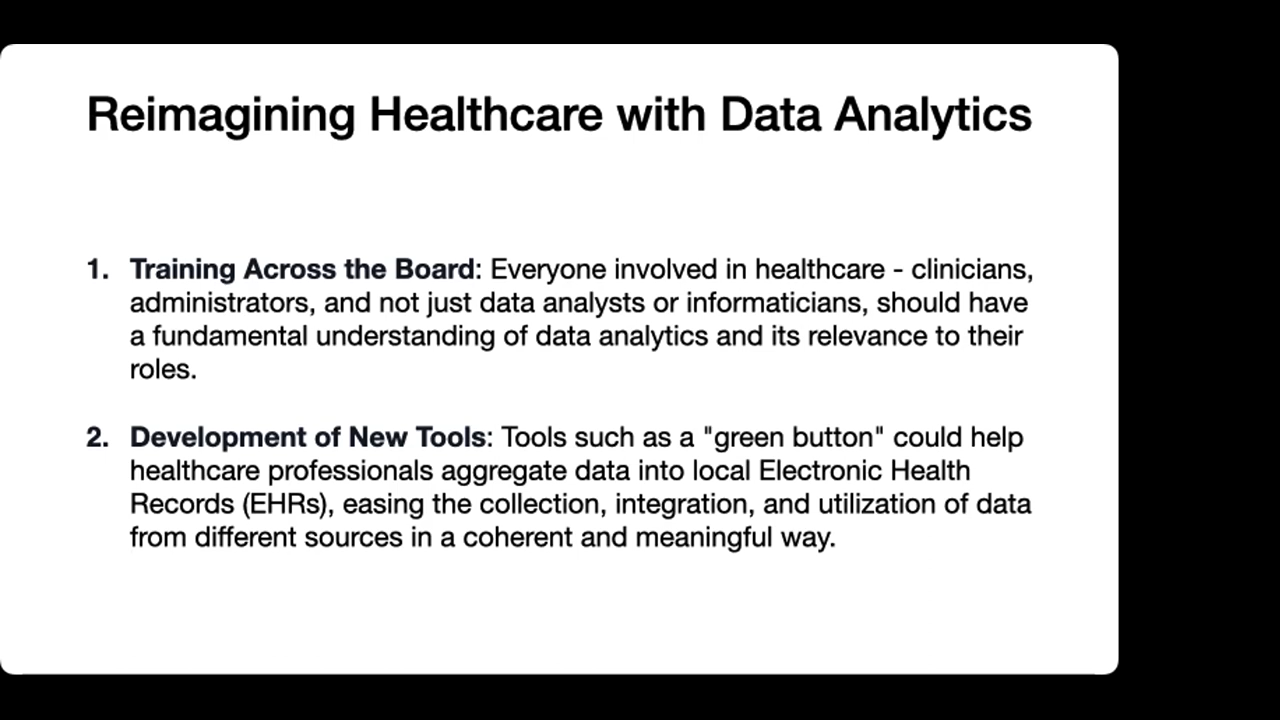 Reimagining Healthcare with Data Analytics
1. Training Across the Board: Everyone involved in healthcare - clinicians,
administrators, and not just data analysts or informaticians, should have
a fundamental understanding of data analytics and its relevance to their
roles.
2. Development of New Tools: Tools such as a "green button" could help
healthcare professionals aggregate data into local Electronic Health
Records (EHRs), easing the collection, integration, and utilization of data
from different sources in a coherent and meaningful way.